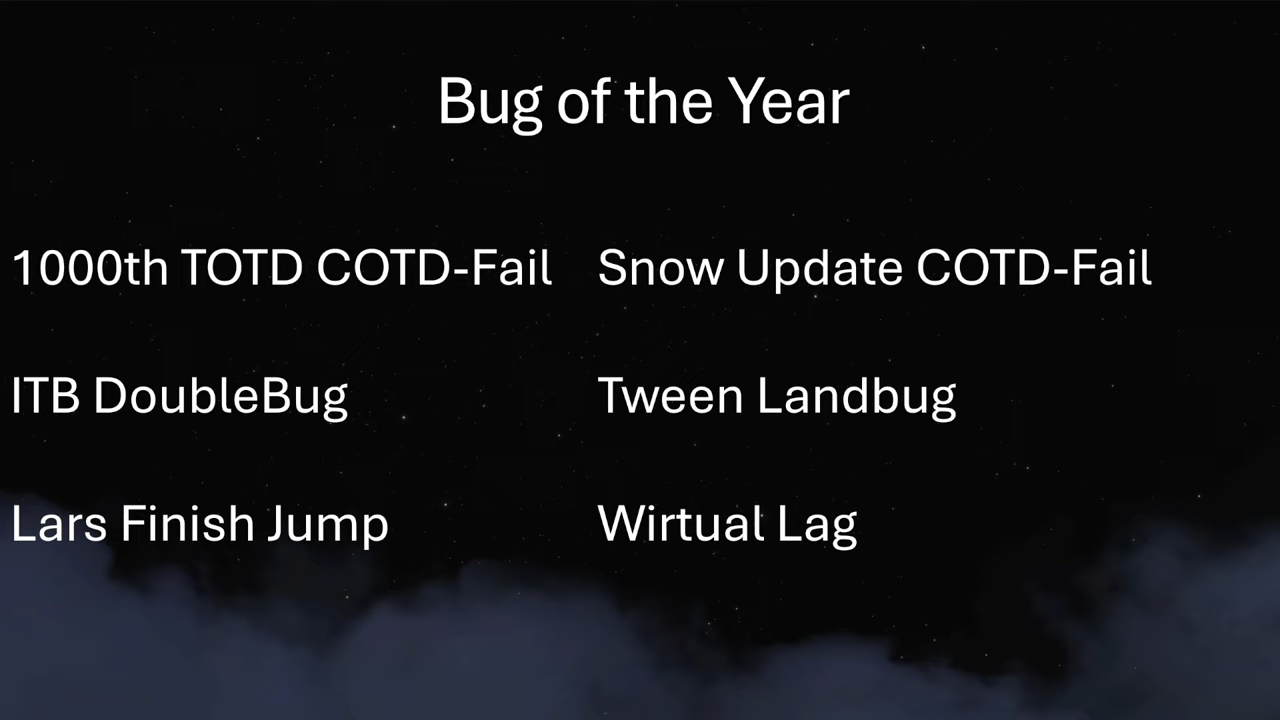 Bug of the Year
1000th TOTD COTD-Fail
Snow Update COTD-Fail
ITB DoubleBug
Tween Landbug
Lars Finish Jump
Wirtual Lag